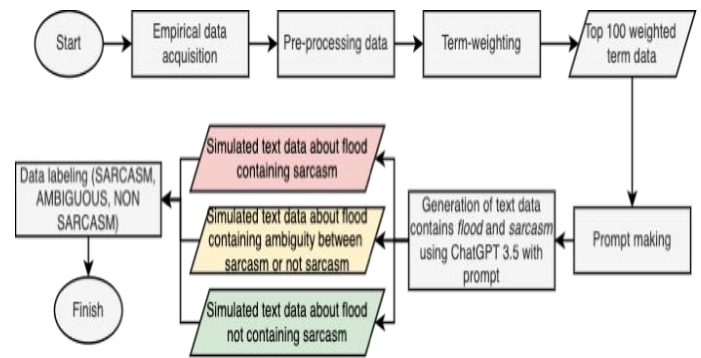 Start
Empirical data
acquisition
Pre-processing data
Term-weighting
Top 100 weighted
term data
Prompt making
Generation of text data
contains flood and sarcasm
using ChatGPT 3.5 with
prompt
Simulated text data about flood
containing sarcasm
Simulated text data about flood
containing ambiguity between
sarcasm or not sarcasm
Simulated text data about flood
not containing sarcasm
Data labeling (SARCASM,
AMBIGUOUS, NON
SARCASM)
Finish